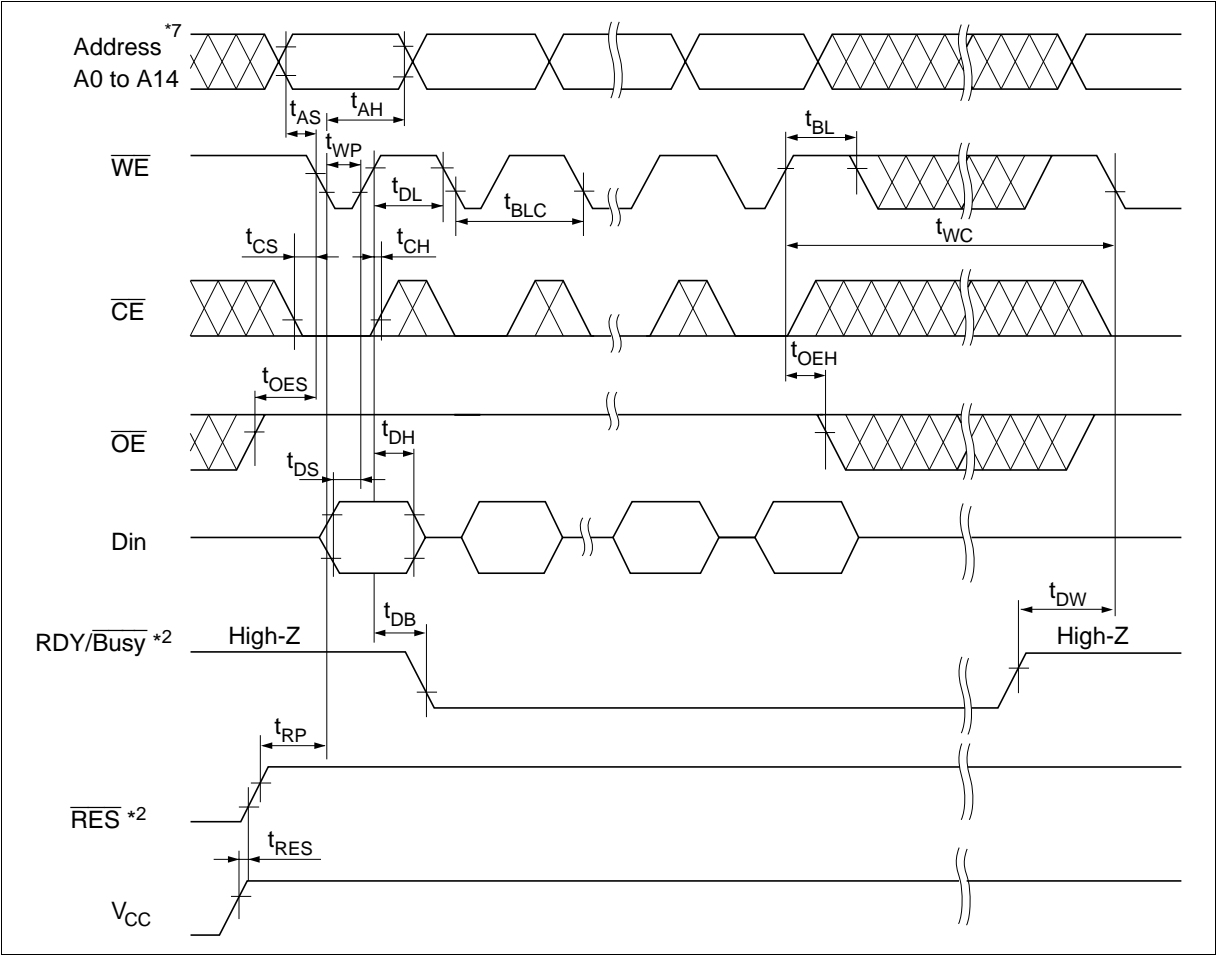 Address *7
A0 to A14
tAS
tAH
tWP
tBL
WE
tDL
tBLC
tWC
tCS
tCH
CE
tOEH
tOES
OE
tDH
tDS
Din
tDB
tDW
RDY/Busy *2
High-Z
High-Z
tRP
RES *2
tRES
VCC